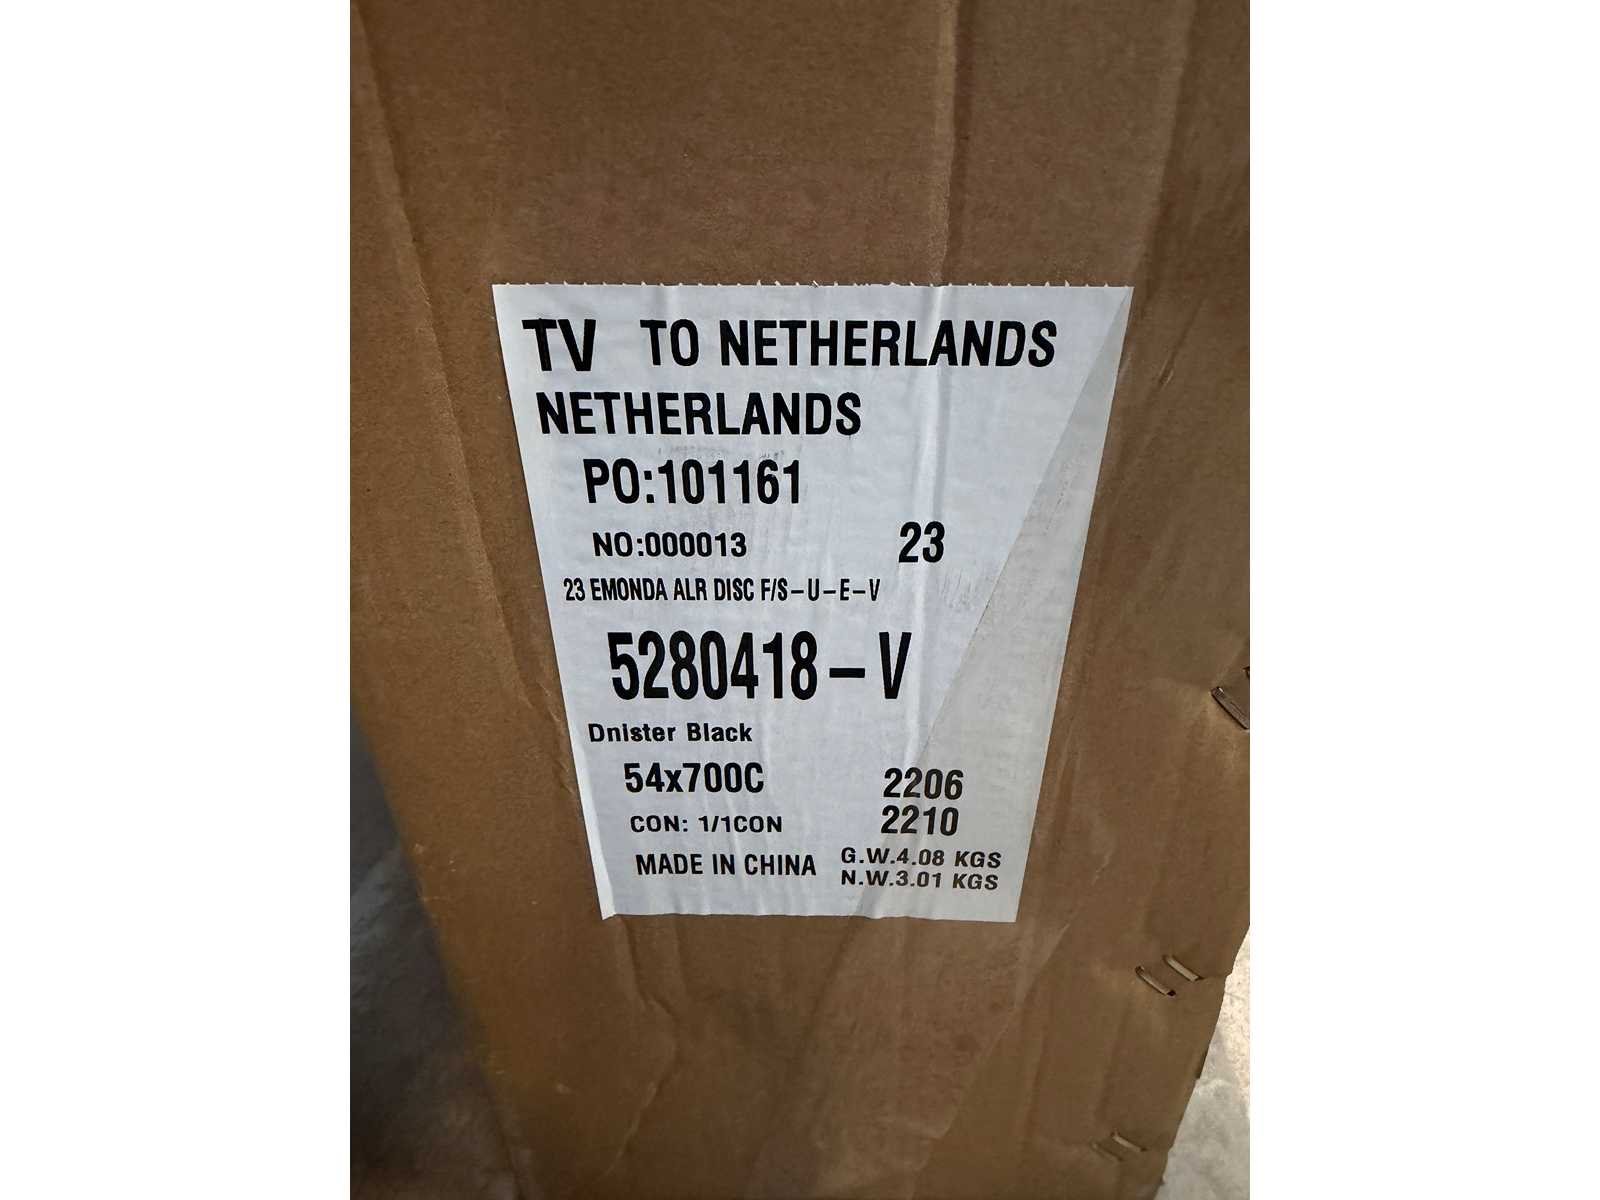 TV TO NETHERLANDS
NETHERLANDS
PO:101161
NO:000013 23
23 EMONDA ALR DISC F/S-U-E-V
5280418-V
Dnister Black
54x700C 2206
2210
CON: 1/1CON
MADE IN CHINA
G.W.4.08 KGS
N.W.3.01 KGS